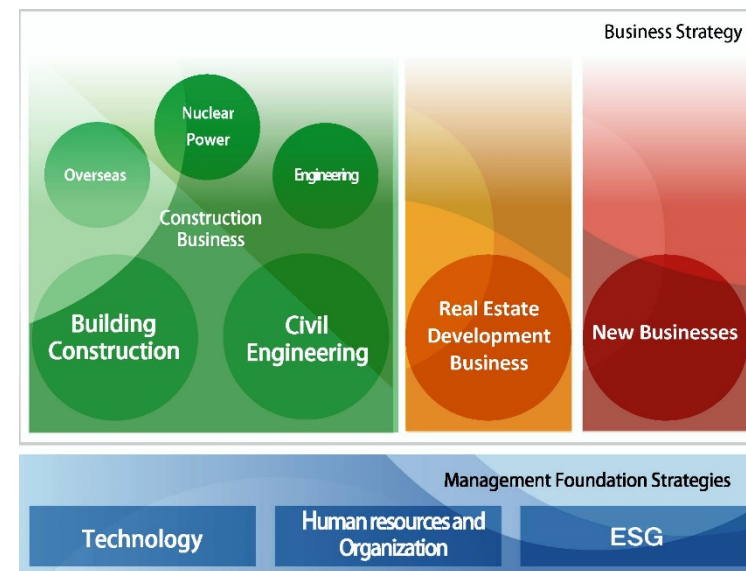 Business Strategy
Nuclear
Power
Overseas
Engineering
Construction
Business
Building
Construction
Civil
Engineering
Real Estate
Development
Business
New Businesses
Management Foundation Strategies
Technology
Human resources and
Organization
ESG